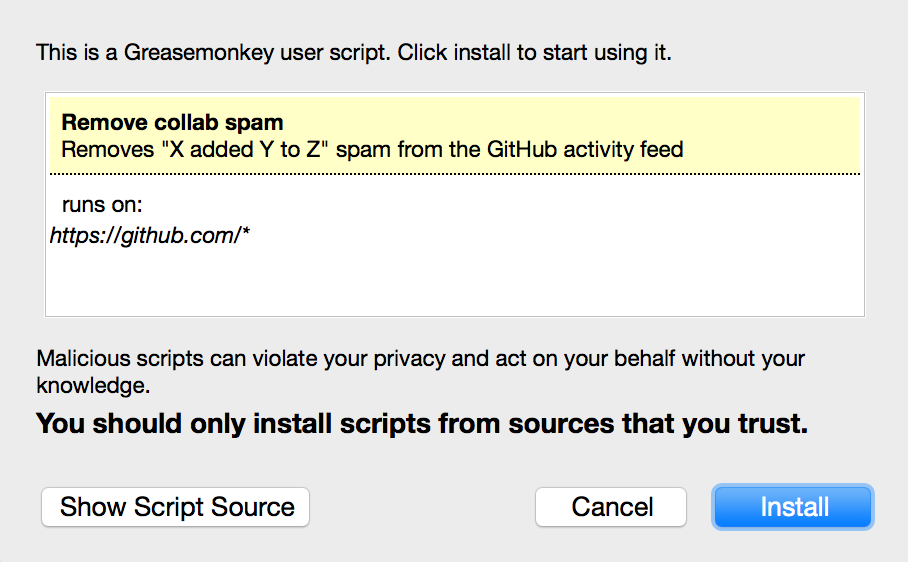 This is a Greasemonkey user script. Click install to start using it.
Remove collab spam
Removes "X added Y to Z" spam from the GitHub activity feed
runs on:
https://github.com/*
Malicious scripts can violate your privacy and act on your behalf without your
knowledge.
You should only install scripts from sources that you trust.
Show Script Source
Cancel
Install